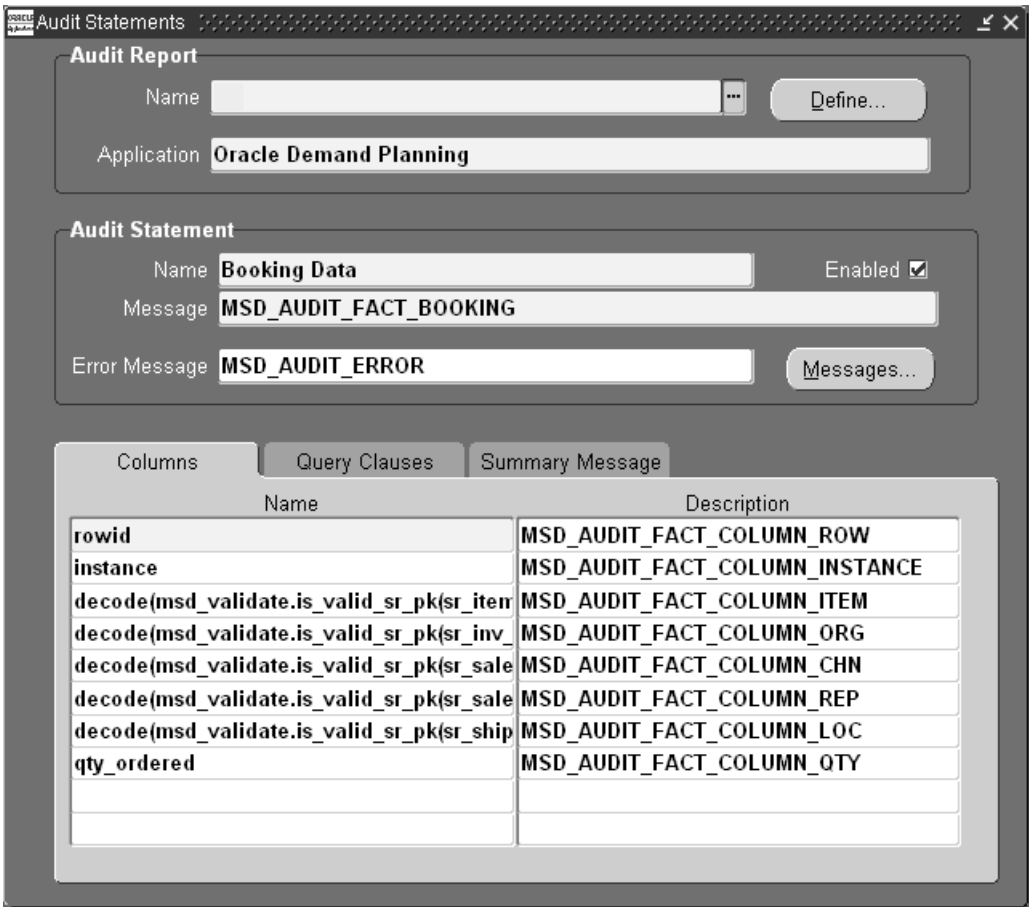 Audit Statements
Audit Report
Name ... Define...
Application Oracle Demand Planning
Audit Statement
Name Booking Data Enabled
Message MSD_AUDIT_FACT_BOOKING
Error Message MSD_AUDIT_ERROR Messages...
Columns Query Clauses Summary Message
Name Description
rowid MSD_AUDIT_FACT_COLUMN_ROW
instance MSD_AUDIT_FACT_COLUMN_INSTANCE
decode(msd_validate.is_valid_sr_pk(sr_item MSD_AUDIT_FACT_COLUMN_ITEM
decode(msd_validate.is_valid_sr_pk(sr_inv_ MSD_AUDIT_FACT_COLUMN_ORG
decode(msd_validate.is_valid_sr_pk(sr_sale MSD_AUDIT_FACT_COLUMN_CHN
decode(msd_validate.is_valid_sr_pk(sr_sale MSD_AUDIT_FACT_COLUMN_REP
decode(msd_validate.is_valid_sr_pk(sr_ship MSD_AUDIT_FACT_COLUMN_LOC
qty_ordered MSD_AUDIT_FACT_COLUMN_QTY